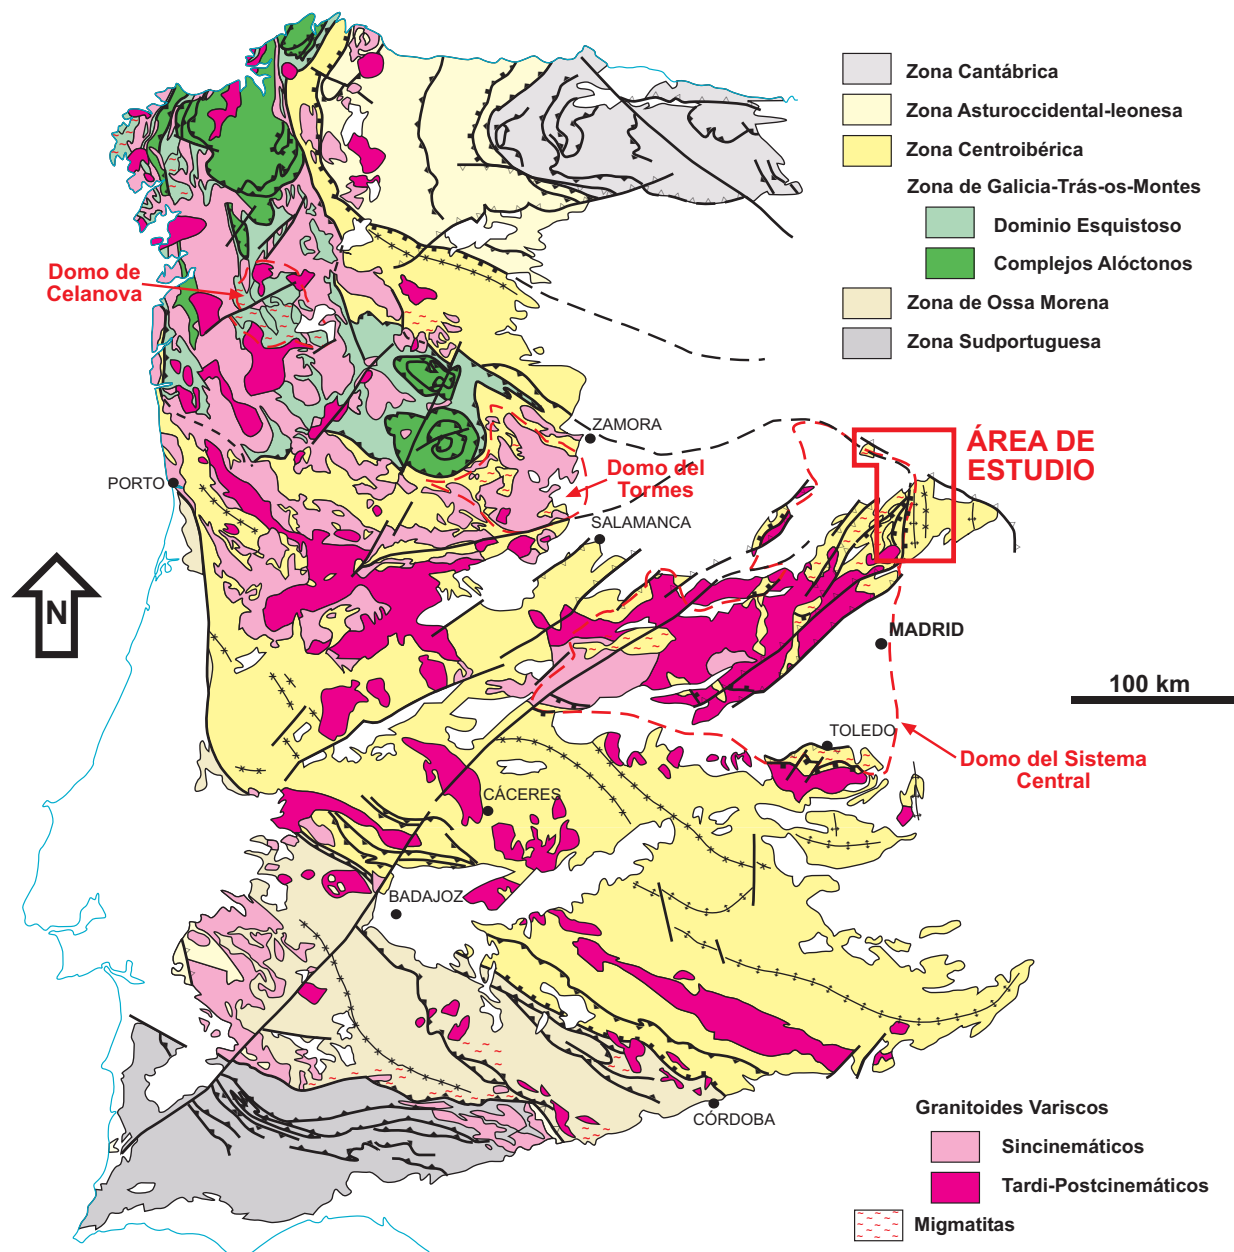 Zona Cantábrica
Zona Asturoccidental-leonesa
Zona Centroibérica
Zona de Galicia-Trás-os-Montes
Dominio Esquistoso
Complejos Alóctonos
Zona de Ossa Morena
Zona Sudportuguesa
Domo de
Celanova
ZAMORA
ÁREA DE
ESTUDIO
Domo del
Tormes
PORTO
SALAMANCA
N
MADRID
100 km
TOLEDO
Domo del Sistema
Central
CÁCERES
BADAJOZ
CÓRDOBA
Granitoides Variscos
Sincinemáticos
Tardi-Postcinemáticos
Migmatitas